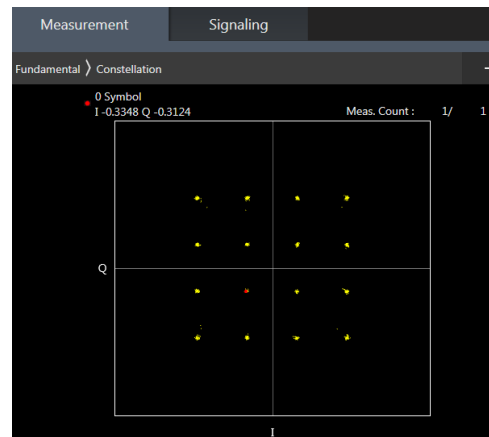 Measurement Signaling
Fundamental 〉 Constellation
0 Symbol
I -0.3348 Q -0.3124 Meas. Count : 1/ 1
Q
I